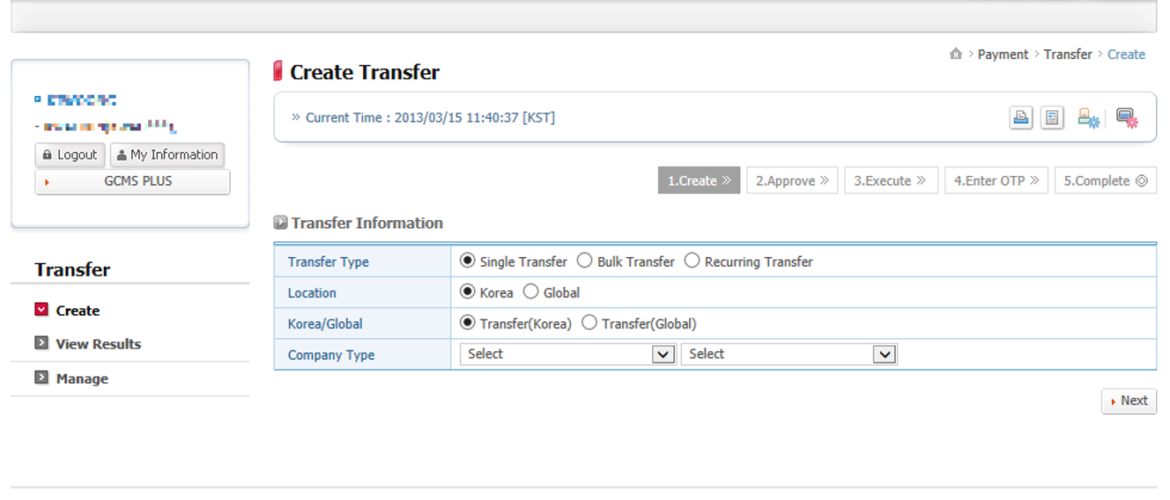 Payment > Transfer > Create
Create Transfer
» Current Time : 2013/03/15 11:40:37 [KST]
Logout
My Information
GCMS PLUS
1.Create »
2.Approve »
3.Execute »
4.Enter OTP »
5.Complete
Transfer Information
Transfer Type
Single Transfer Bulk Transfer Recurring Transfer
Location
Korea Global
Korea/Global
Transfer(Korea) Transfer(Global)
Company Type
Select
Select
Next
Transfer
Create
View Results
Manage